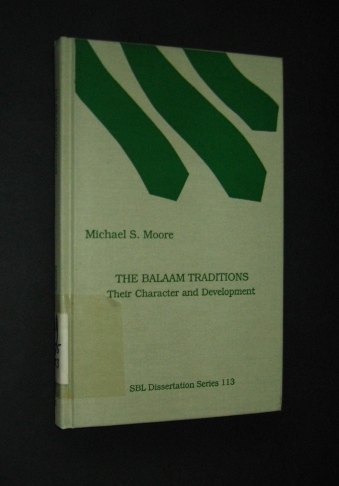 Michael S. Moore
THE BALAAM TRADITIONS
Their Character and Development
SBL Dissertation Series 113